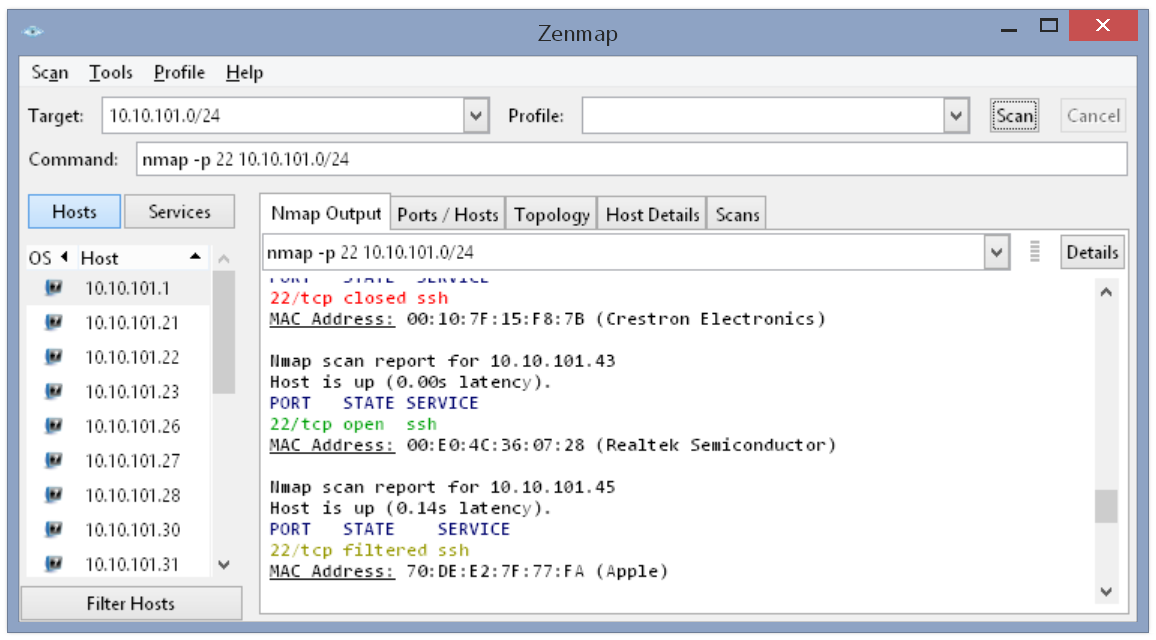 Zenmap
Scan Tools Profile Help
Target: 10.10.101.0/24 Profile: Scan Cancel
Command: nmap -p 22 10.10.101.0/24
Hosts Services
Nmap Output Ports / Hosts Topology Host Details Scans
OS Host
nmap -p 22 10.10.101.0/24 Details
10.10.101.1
10.10.101.21
10.10.101.22
10.10.101.23
10.10.101.26
10.10.101.27
10.10.101.28
10.10.101.30
10.10.101.31
Filter Hosts
PORT STATE SERVICE
22/tcp closed ssh
MAC Address: 00:10:7F:15:F8:7B (Crestron Electronics)
Nmap scan report for 10.10.101.43
Host is up (0.00s latency).
PORT STATE SERVICE
22/tcp open ssh
MAC Address: 00:E0:4C:36:07:28 (Realtek Semiconductor)
Nmap scan report for 10.10.101.45
Host is up (0.14s latency).
PORT STATE SERVICE
22/tcp filtered ssh
MAC Address: 70:DE:E2:7F:77:FA (Apple)